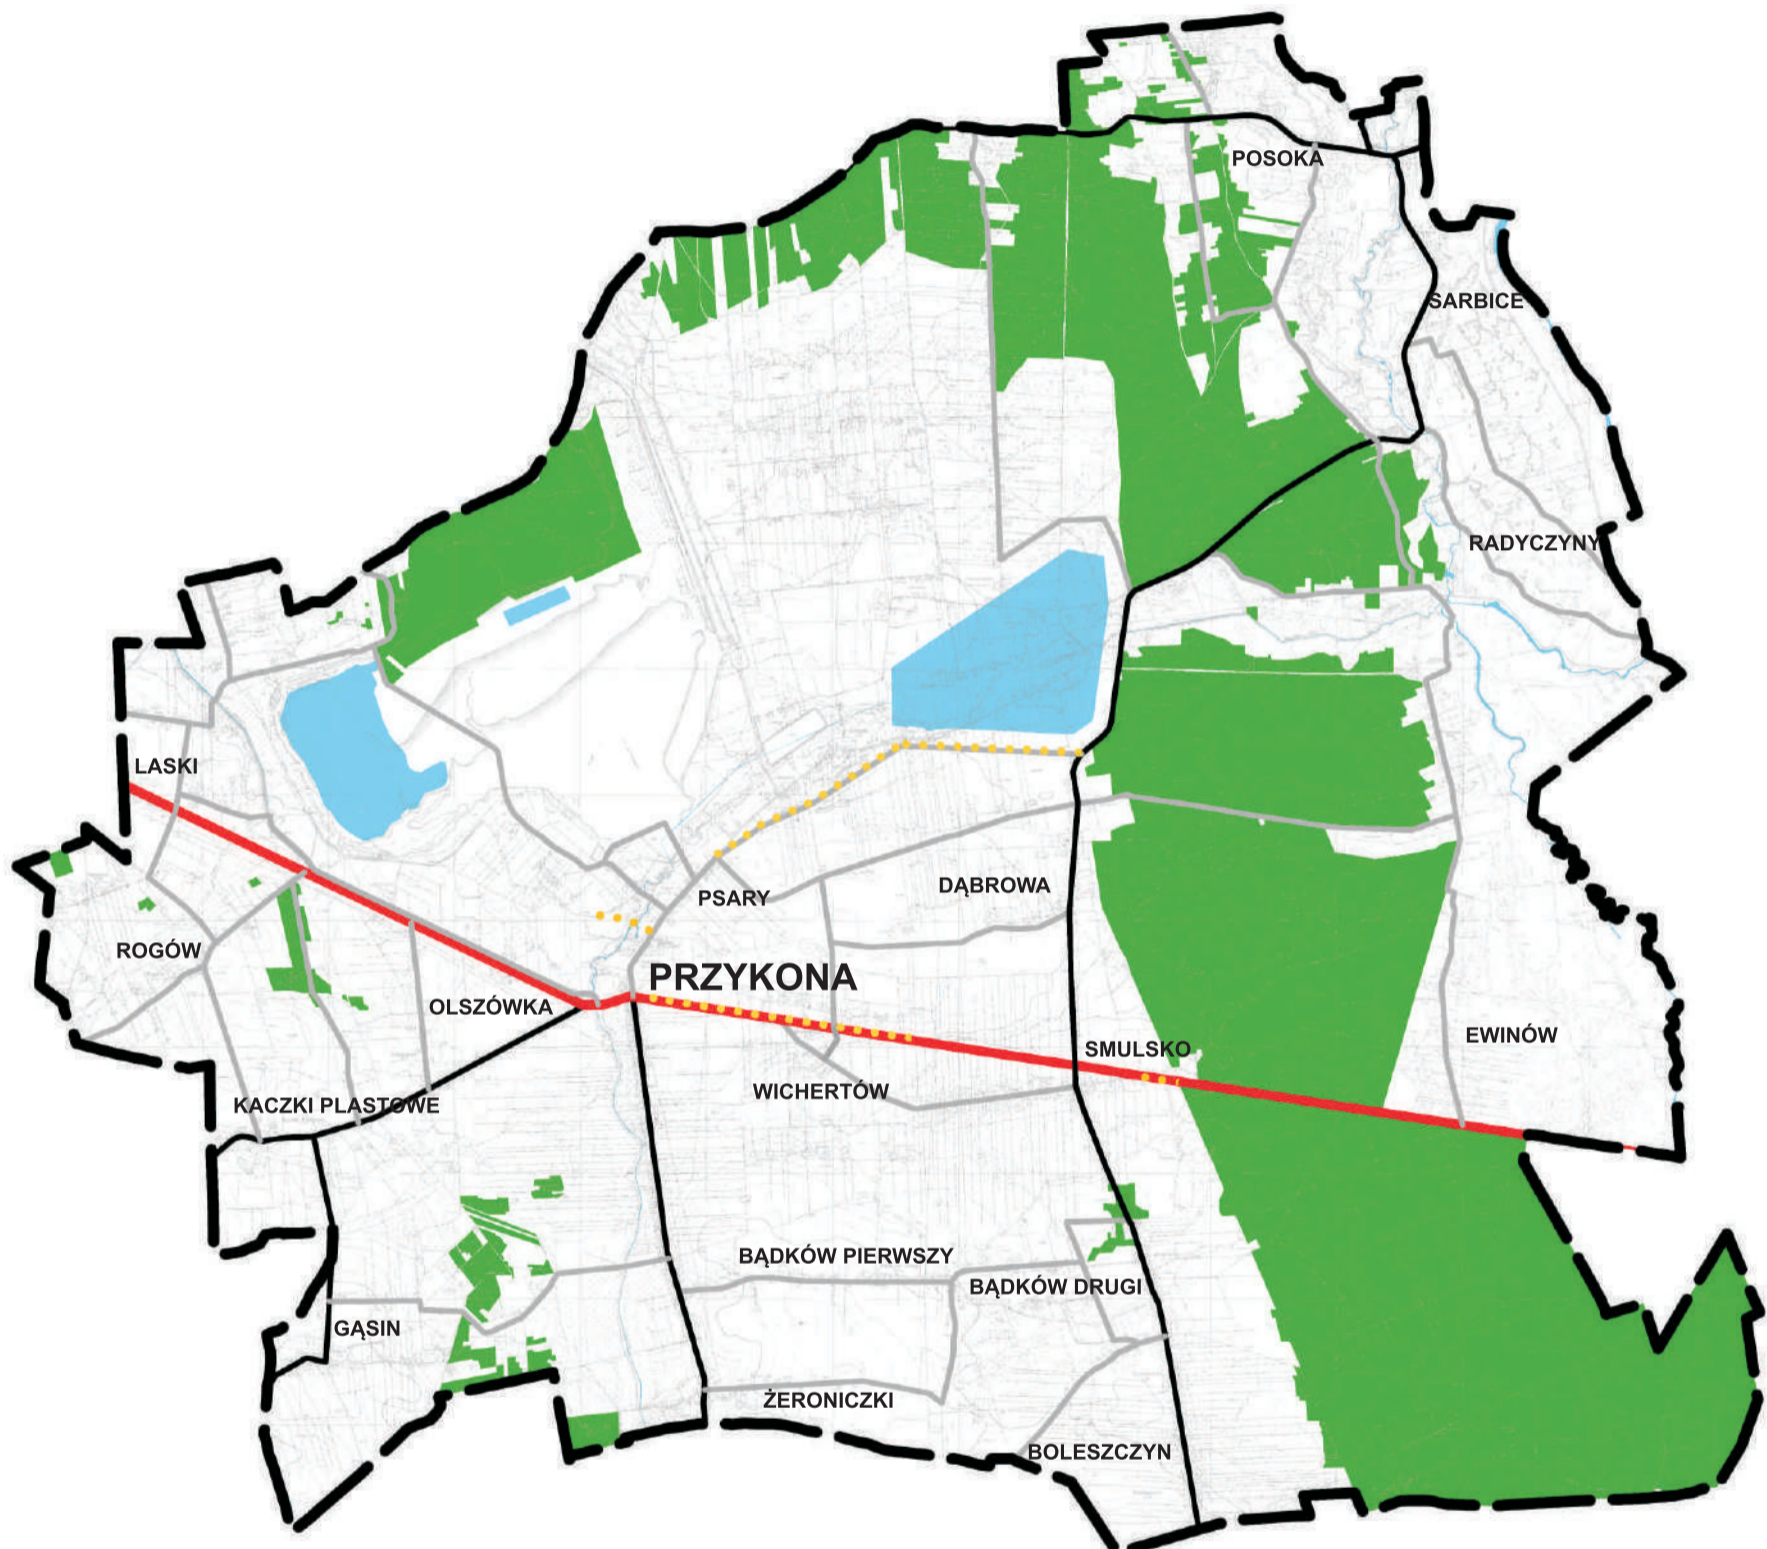 POSOKA
SARBICE
RADYCZYNY
LASKI
PSARY
DĄBROWA
ROGÓW
PRZYKONA
OLSZÓWKA
EWINÓW
SMULSKO
WICHERTÓW
KACZKI PLASTOWE
BĄDKÓW PIERWSZY
BĄDKÓW DRUGI
GĄSIN
ŻERONICZKI
BOLESZCZYN